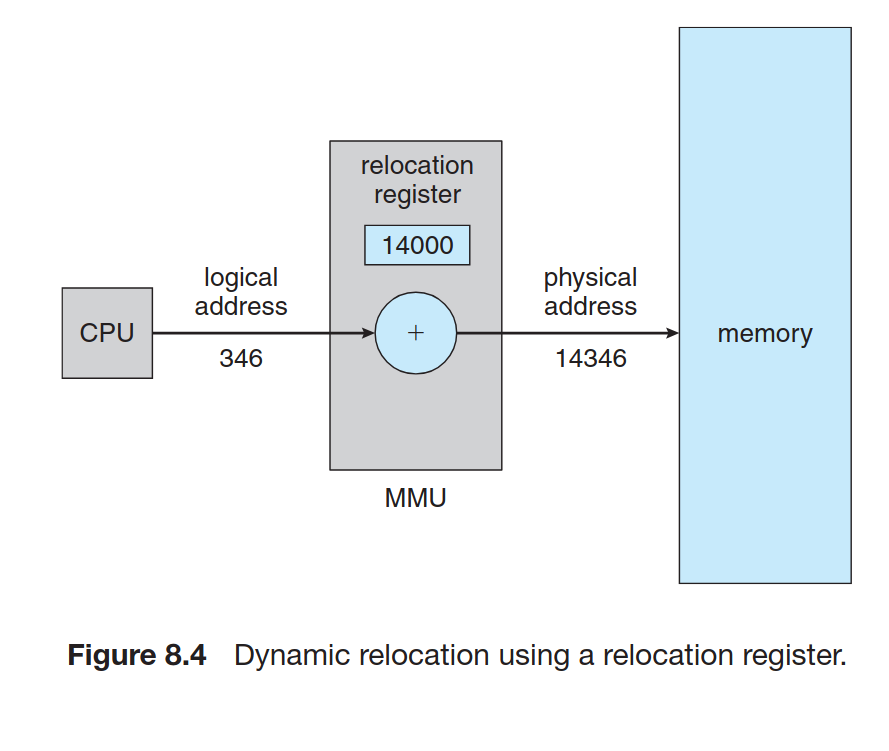 relocation
register
14000
logical
address
physical
address
CPU
+
memory
346
14346
MMU
Figure 8.4 Dynamic relocation using a relocation register.